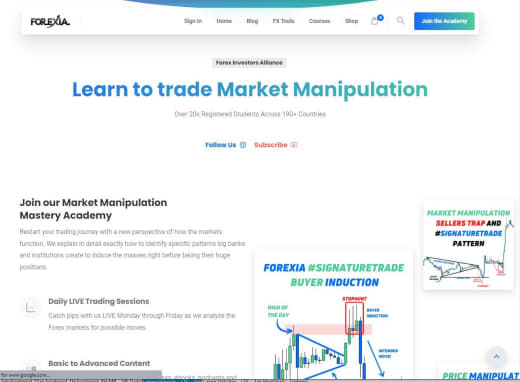 FOREXIA
Sign In Home Blog FX Tools Courses Shop 0 Join the Academy
Forex Investors Alliance
Learn to trade Market Manipulation
Over 20k Registered Students Across 190+ Countries
Follow Us Subscribe
Join our Market Manipulation
Mastery Academy
Restart your trading journey with a new perspective of how the markets
function. We explain in detail exactly how to identify specific patterns big banks
and institutions create to induce the masses right before taking their huge
positions.
Daily LIVE Trading Sessions
Catch pips with us LIVE Monday through Friday as we analyze the
Forex markets for possible moves.
Basic to Advanced Content
FOREXIA #SIGNATURETRADE
BUYER INDUCTION
HIGH OF
THE DAY
STOPHUNT
BUYER
INDUCTION
INTENDED
MOVE
MARKET MANIPULATION
SELLERS TRAP AND
#SIGNATURETRADE
PATTERN
PRICE MANIPULAT
for www.google.com...